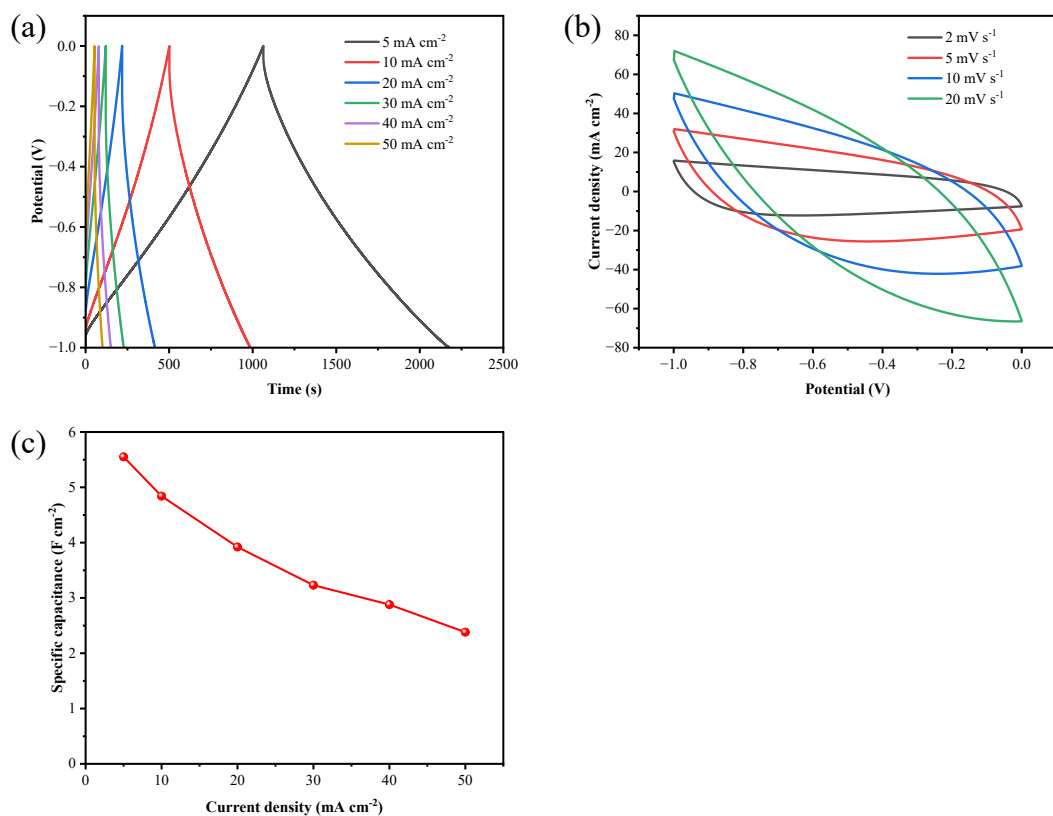 (a)
0.0
−0.2
−0.4
−0.6
−0.8
−1.0
Potential (V)
0
500
1000
1500
2000
2500
Time (s)
5 mA cm⁻²
10 mA cm⁻²
20 mA cm⁻²
30 mA cm⁻²
40 mA cm⁻²
50 mA cm⁻²
(b)
80
60
40
20
0
−20
−40
−60
−80
Current density (mA cm⁻²)
−1.0
−0.8
−0.6
−0.4
−0.2
0.0
Potential (V)
2 mV s⁻¹
5 mV s⁻¹
10 mV s⁻¹
20 mV s⁻¹
(c)
6
5
4
3
2
1
0
Specific capacitance (F cm⁻²)
0
10
20
30
40
50
Current density (mA cm⁻²)